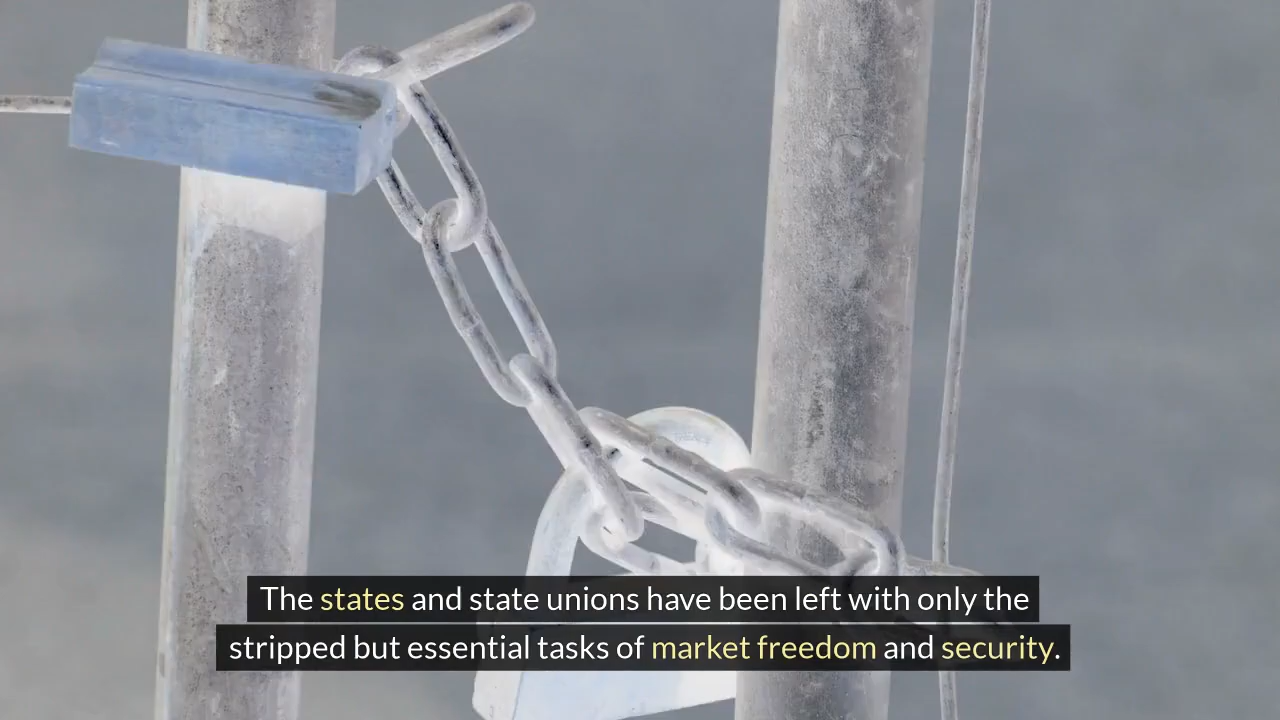 The states and state unions have been left with only the
stripped but essential tasks of market freedom and security.